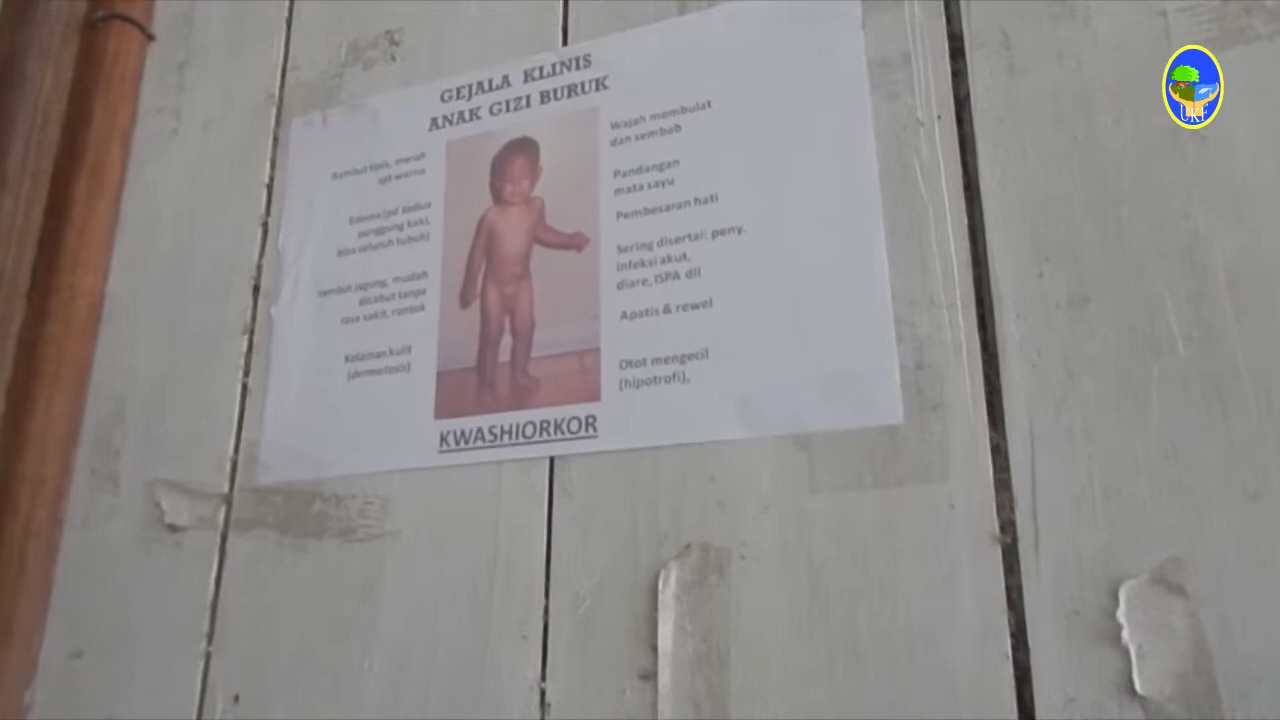 GEJALA KLINIS
ANAK GIZI BURUK
Rambut tipis, merah
spt warna
rambut jagung, mudah
dicabut tanpa
rasa sakit, rontok
Edema (pd kedua
punggung kaki,
bisa seluruh tubuh)
Kelainan kulit
(dermatosis)
Wajah membulat
dan sembab
Pandangan
mata sayu
Pembesaran hati
Sering disertai: peny.
infeksi akut,
diare, ISPA dll
Apatis & rewel
Otot mengecil
(hipotrofi),
KWASHIORKOR
UKF